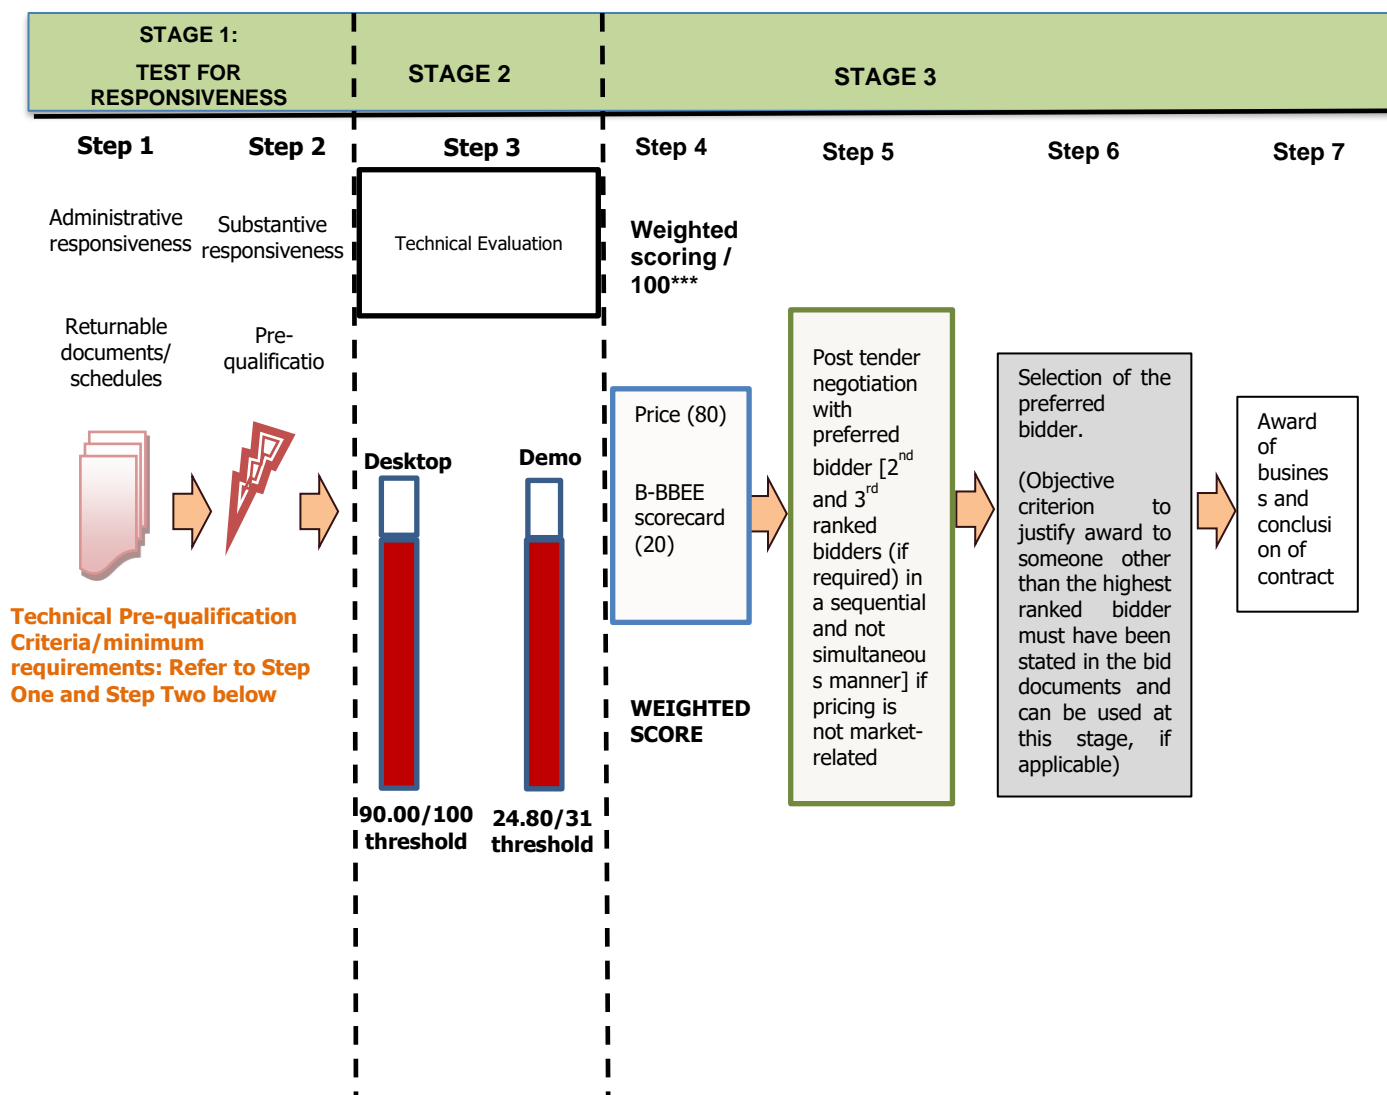 STAGE 1:
TEST FOR
RESPONSIVENESS
STAGE 2
STAGE 3
Step 1
Step 2
Step 3
Step 4
Step 5
Step 6
Step 7
Administrative
responsiveness
Substantive
responsiveness
Technical Evaluation
Weighted
scoring /
100***
Returnable
documents/
schedules
Pre-
qualificatio
Desktop
Demo
90.00/100
threshold
24.80/31
threshold
Technical Pre-qualification
Criteria/minimum
requirements: Refer to Step
One and Step Two below
Price (80)
B-BBEE
scorecard
(20)
WEIGHTED
SCORE
Post tender
negotiation
with
preferred
bidder [2nd
and 3rd
ranked
bidders (if
required) in
a sequential
and not
simultaneou
s manner] if
pricing is
not market-
related
Selection of the
preferred
bidder.
(Objective
criterion to
justify award to
someone other
than the highest
ranked bidder
must have been
stated in the bid
documents and
can be used at
this stage, if
applicable)
Award
of
busines
s and
conclusi
on of
contract